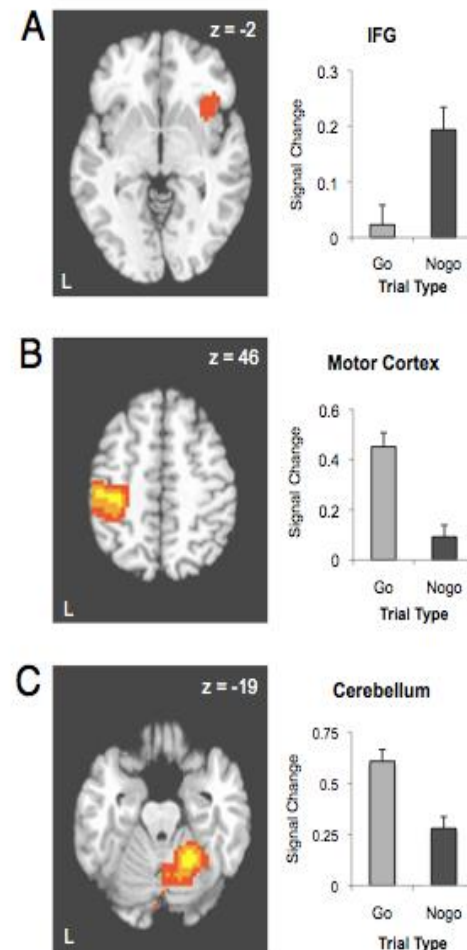 A
z = -2
L
IFG
Signal Change
0.3
0.2
0.1
0
Go Nogo
Trial Type
B
z = 46
L
Motor Cortex
Signal Change
0.6
0.4
0.2
0
Go Nogo
Trial Type
C
z = -19
L
Cerebellum
Signal Change
0.75
0.5
0.25
0
Go Nogo
Trial Type